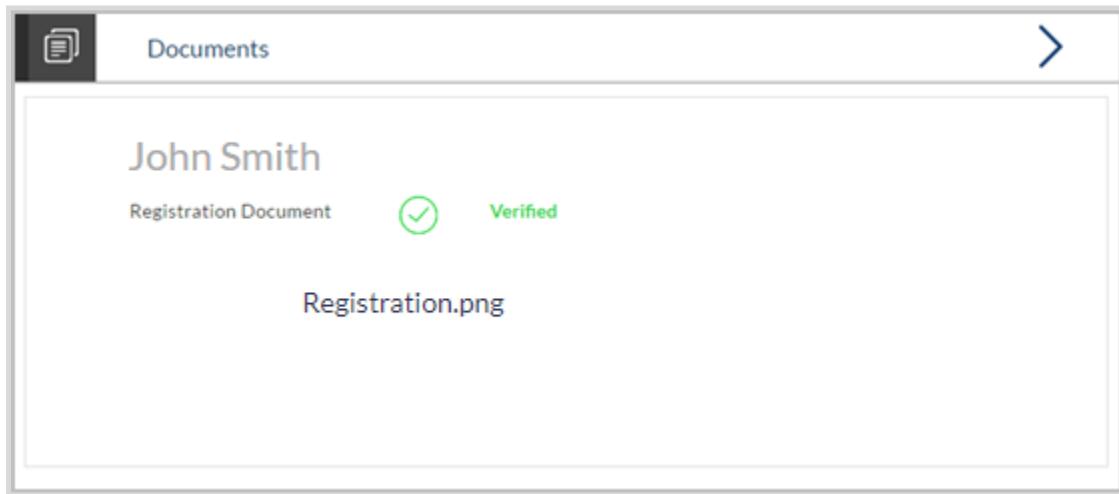 Documents
John Smith
Registration Document Verified
Registration.png